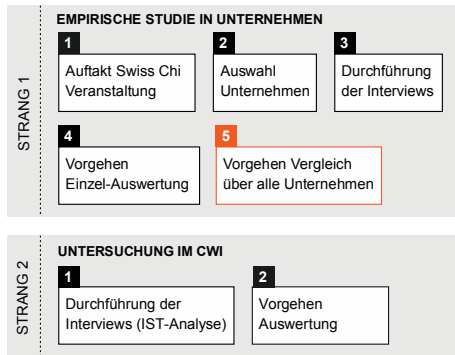 STRANG 1
EMPIRISCHE STUDIE IN UNTERNEHMEN
1
Auftakt Swiss Chi
Veranstaltung
2
Auswahl
Unternehmen
3
Durchführung
der Interviews
4
Vorgehen
Einzel-Auswertung
5
Vorgehen Vergleich
über alle Unternehmen
STRANG 2
UNTERSUCHUNG IM CWI
1
Durchführung der
Interviews (IST-Analyse)
2
Vorgehen
Auswertung